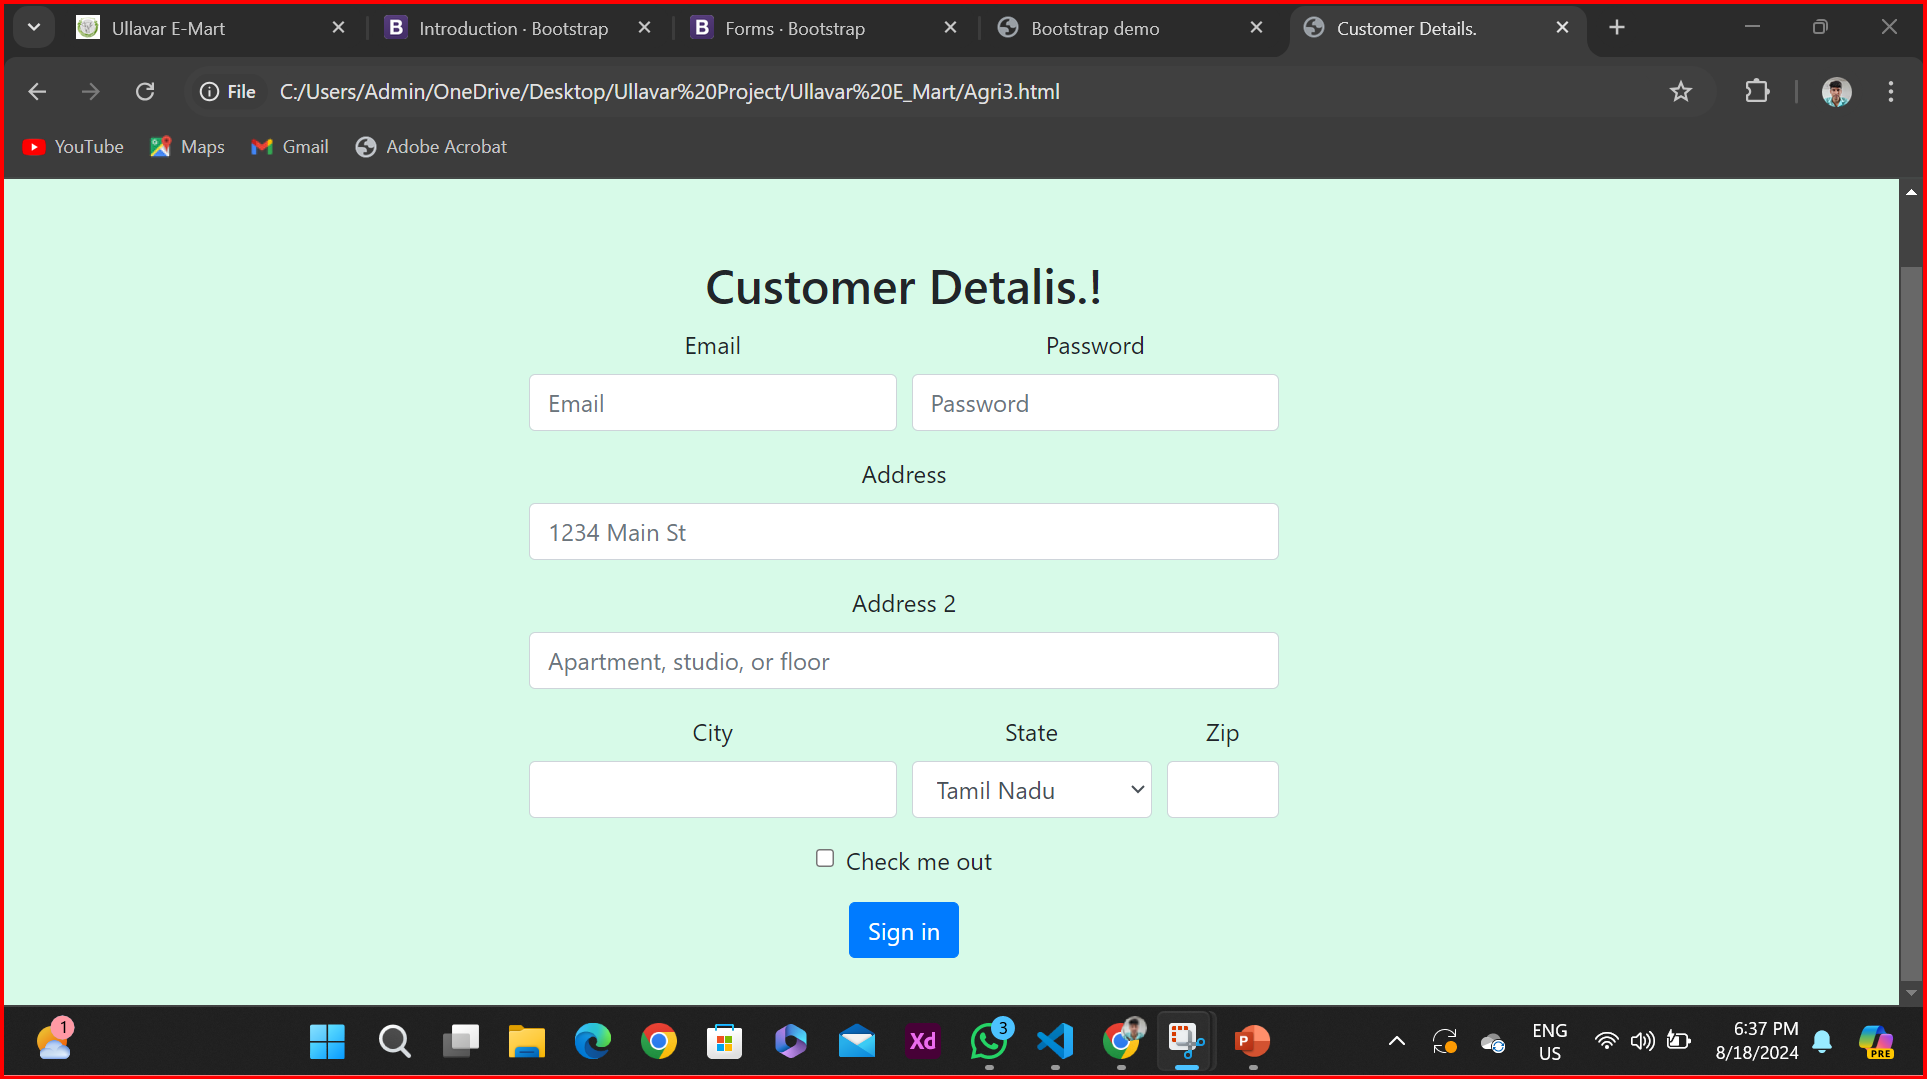 Ullavar E-Mart
B Introduction · Bootstrap
B Forms · Bootstrap
Bootstrap demo
Customer Details.
File C:/Users/Admin/OneDrive/Desktop/Ullavar%20Project/Ullavar%20E_Mart/Agri3.html
YouTube Maps Gmail Adobe Acrobat
Customer Detalis.!
Email Password
Email Password
Address
1234 Main St
Address 2
Apartment, studio, or floor
City State Zip
Tamil Nadu
Check me out
Sign in
1
Xd
3
P
ENG
US
6:37 PM
8/18/2024
PRE